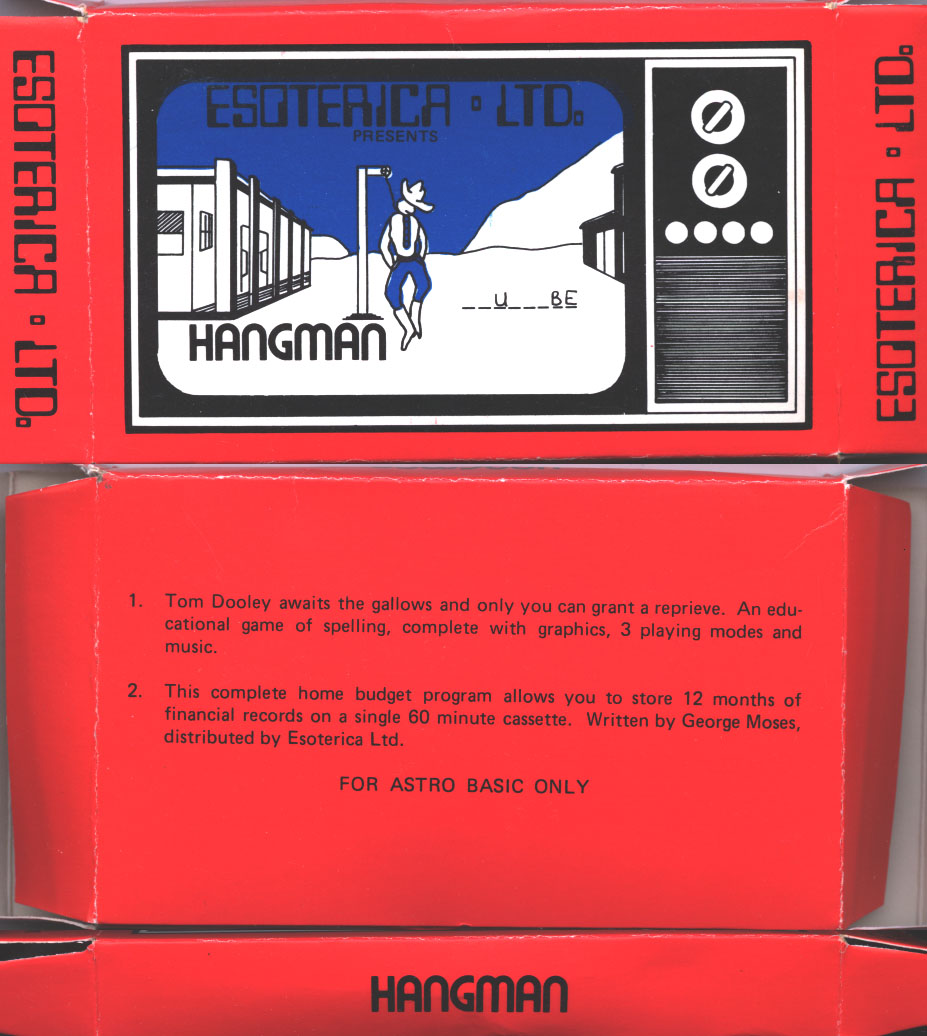 ESOTERICA · LTD.
ESOTERICA · LTD.
PRESENTS
__U___BE
HANGMAN
ESOTERICA · LTD.
1. Tom Dooley awaits the gallows and only you can grant a reprieve. An edu-
cational game of spelling, complete with graphics, 3 playing modes and
music.
2. This complete home budget program allows you to store 12 months of
financial records on a single 60 minute cassette. Written by George Moses,
distributed by Esoterica Ltd.
FOR ASTRO BASIC ONLY
HANGMAN